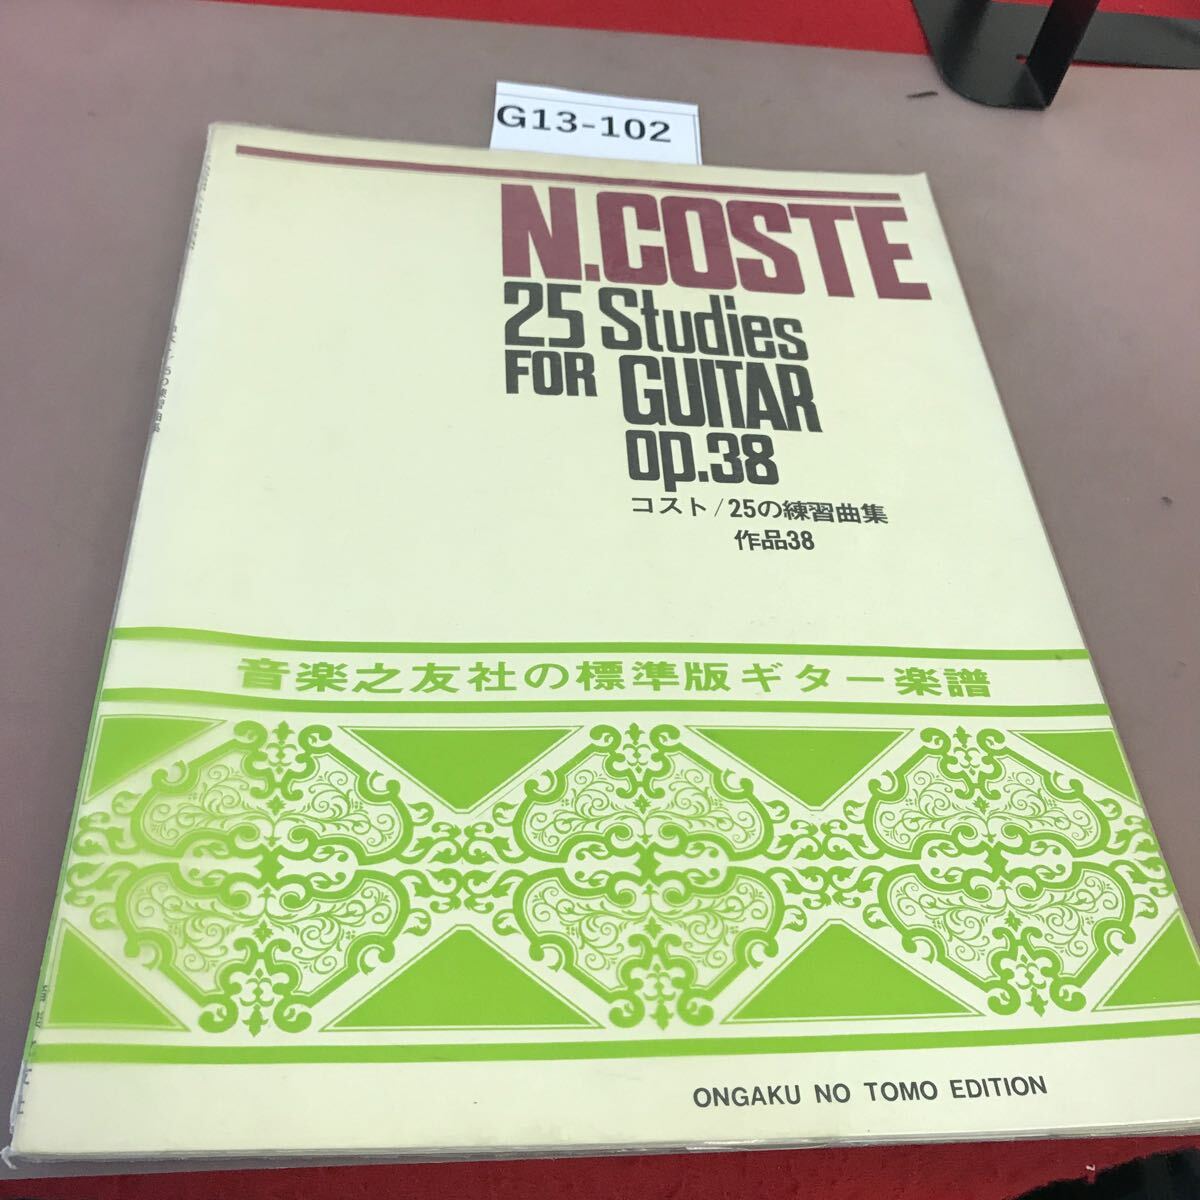 G13-102
N.COSTE
25 Studies
FOR GUITAR
op.38
コスト/25の練習曲集
作品38
音楽之友社の標準版ギター楽譜
ONGAKU NO TOMO EDITION